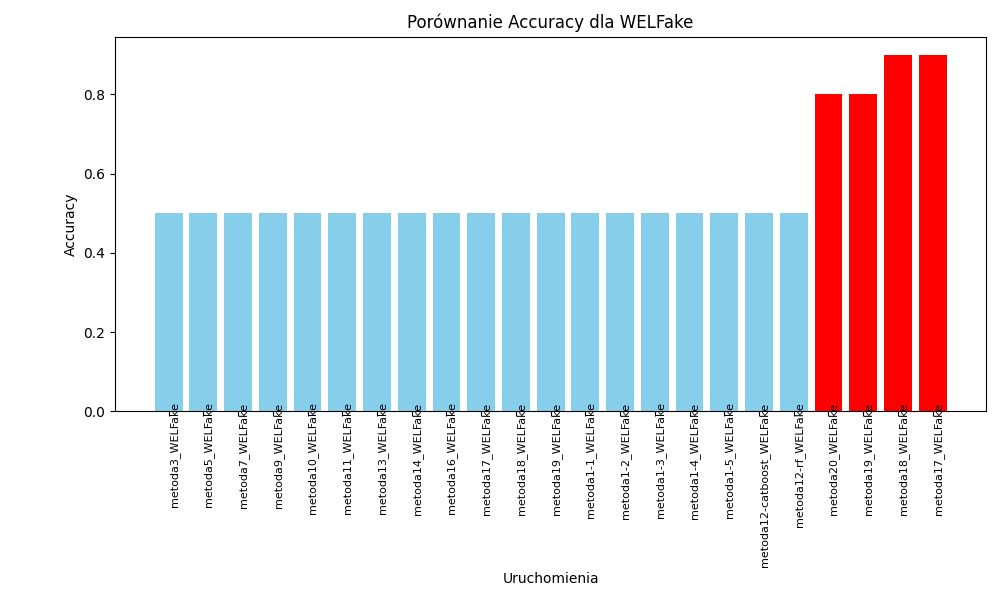 Porównanie Accuracy dla WELFake
Accuracy
0.8
0.6
0.4
0.2
0.0
metoda3_WELFake
metoda5_WELFake
metoda7_WELFake
metoda9_WELFake
metoda10_WELFake
metoda11_WELFake
metoda13_WELFake
metoda14_WELFake
metoda16_WELFake
metoda17_WELFake
metoda18_WELFake
metoda19_WELFake
metoda1-1_WELFake
metoda1-2_WELFake
metoda1-3_WELFake
metoda1-4_WELFake
metoda1-5_WELFake
metoda12-catboost_WELFake
metoda12-rf_WELFake
metoda20_WELFake
metoda19_WELFake
metoda18_WELFake
metoda17_WELFake
Uruchomienia